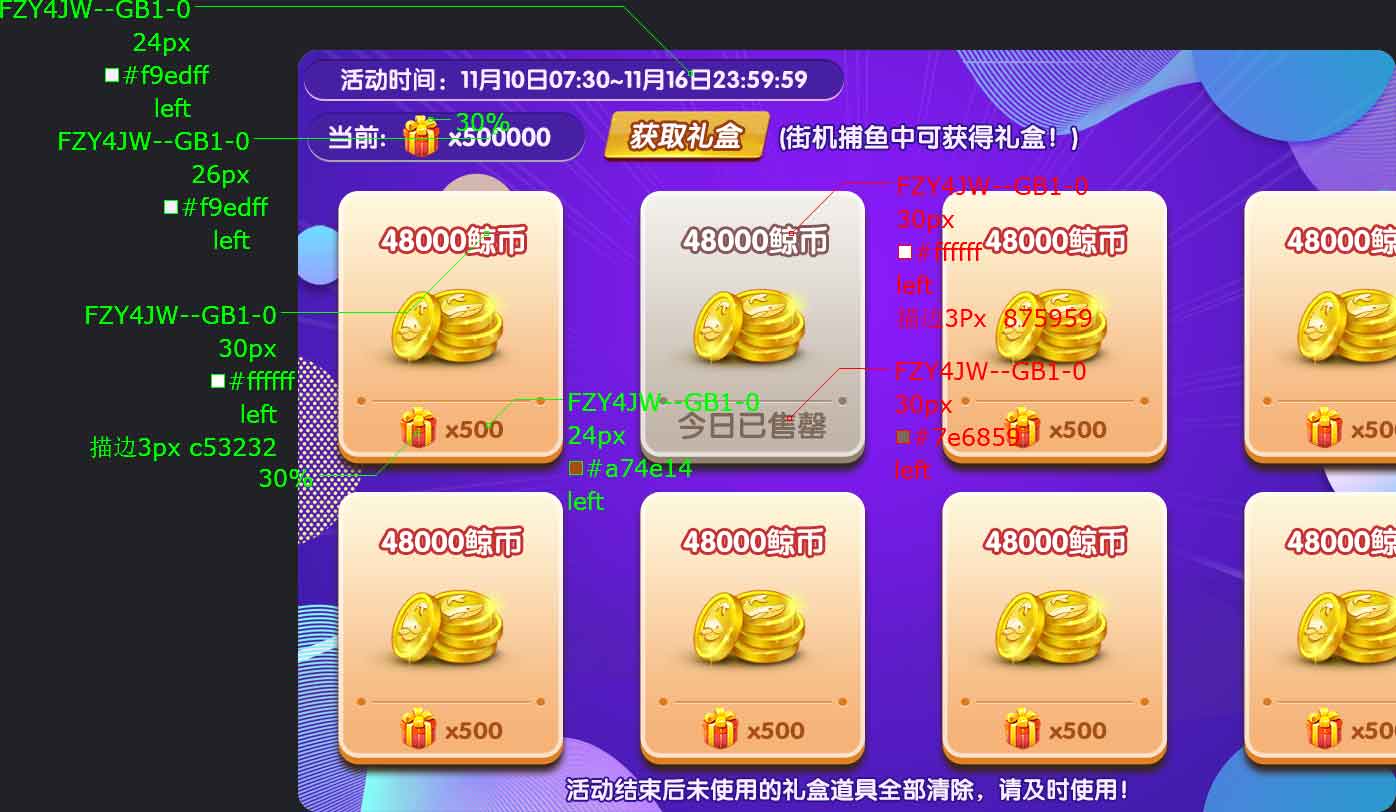 FZY4JW--GB1-0
24px
#f9edff
left
活动时间：11月10日07:30~11月16日23:59:59
FZY4JW--GB1-0
26px
#f9edff
left
当前:
30%
x500000
获取礼盒
(街机捕鱼中可获得礼盒！)
FZY4JW--GB1-0
30px
#ffffff
left
描边3Px 875959
48000鲸币
48000鲸币
48000鲸币
48000鲸币
FZY4JW--GB1-0
30px
#ffffff
left
描边3px c53232
30%
FZY4JW--GB1-0
24px
#a74e14
left
FZY4JW--GB1-0
30px
#7e6859
left
x500
今日已售罄
x500
x500
48000鲸币
48000鲸币
48000鲸币
48000鲸币
x500
x500
x500
x500
活动结束后未使用的礼盒道具全部清除，请及时使用！